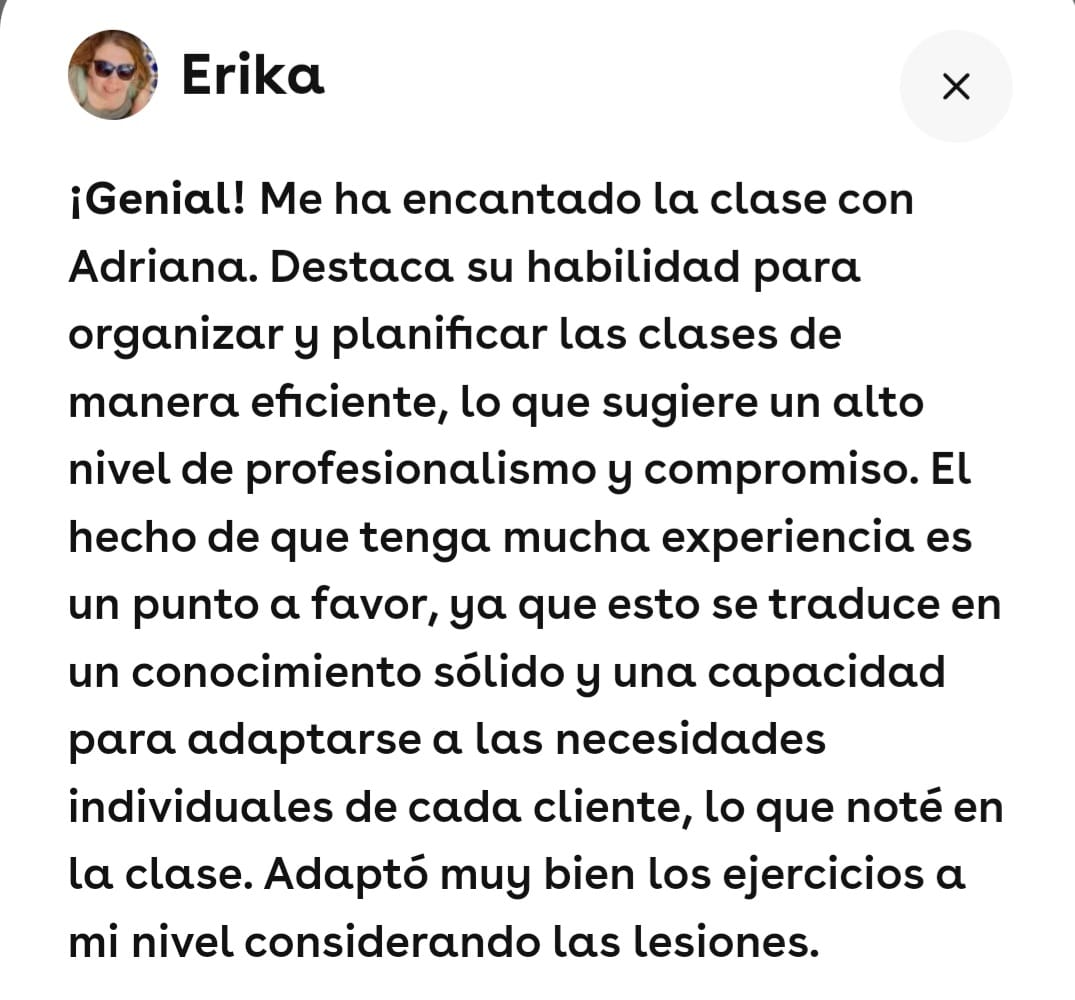 Erika
¡Genial! Me ha encantado la clase con
Adriana. Destaca su habilidad para
organizar y planificar las clases de
manera eficiente, lo que sugiere un alto
nivel de profesionalismo y compromiso. El
hecho de que tenga mucha experiencia es
un punto a favor, ya que esto se traduce en
un conocimiento sólido y una capacidad
para adaptarse a las necesidades
individuales de cada cliente, lo que noté en
la clase. Adaptó muy bien los ejercicios a
mi nivel considerando las lesiones.